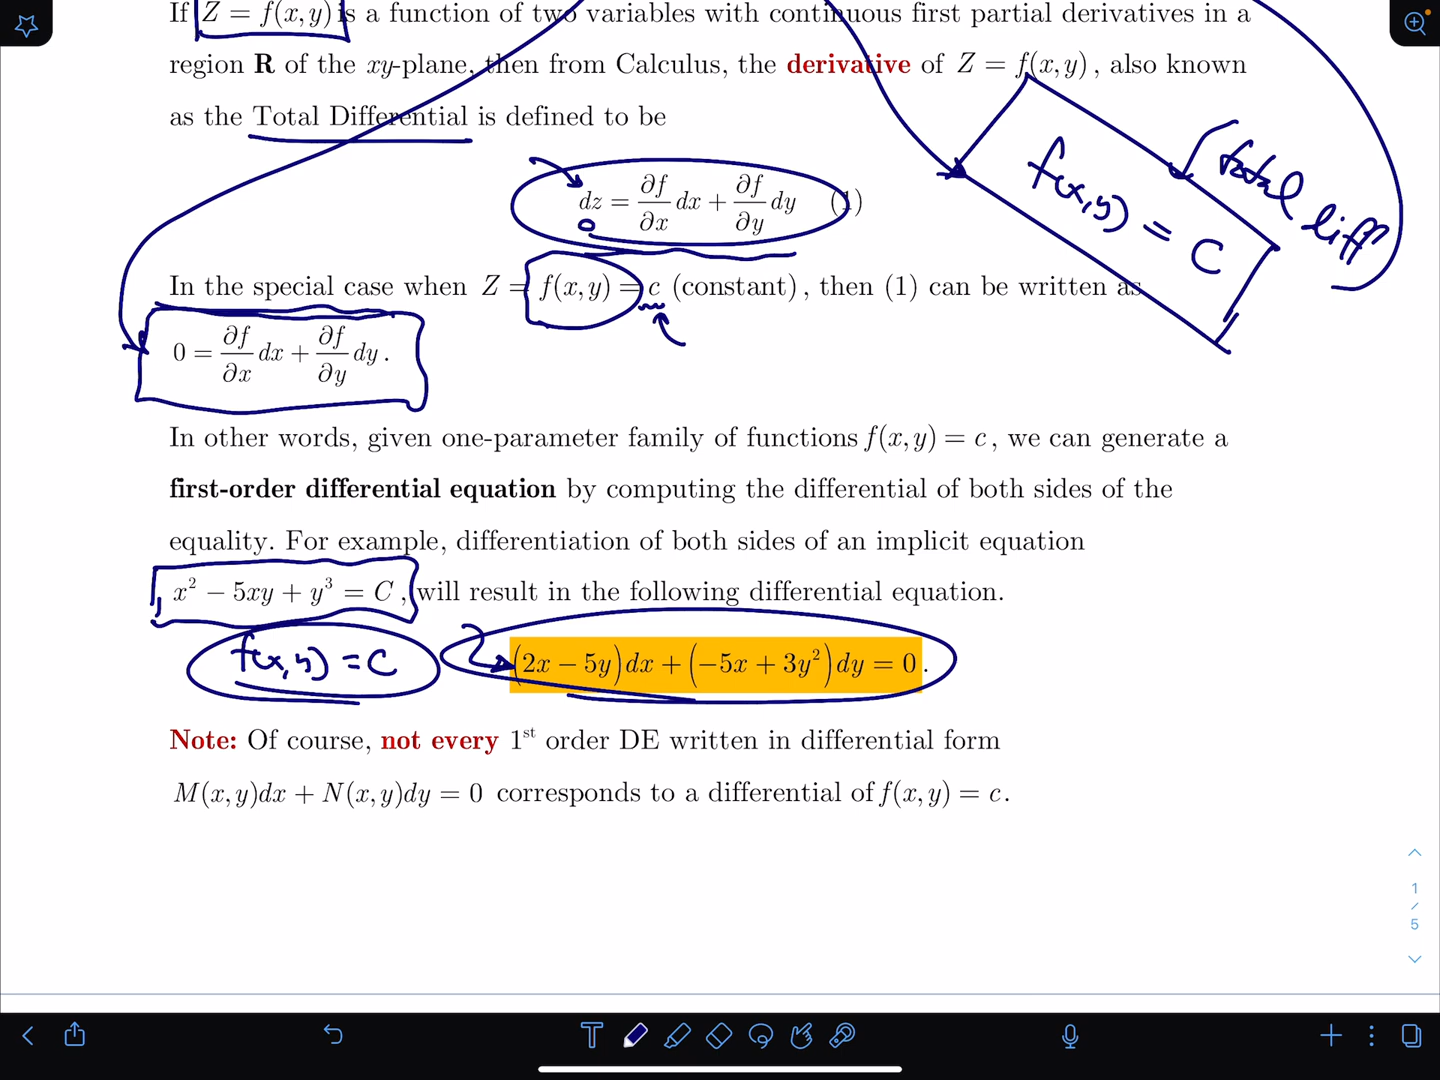 If Z = f(x, y) is a function of two variables with continuous first partial derivatives in a
region R of the xy-plane, then from Calculus, the derivative of Z = f(x, y), also known
as the Total Differential is defined to be
dz = ∂f/∂x dx + ∂f/∂y dy (1)
0
f(x,y) = C
total diff
In the special case when Z = f(x, y) = c (constant), then (1) can be written as
0 = ∂f/∂x dx + ∂f/∂y dy.
In other words, given one-parameter family of functions f(x, y) = c, we can generate a
first-order differential equation by computing the differential of both sides of the
equality. For example, differentiation of both sides of an implicit equation
x² − 5xy + y³ = C, will result in the following differential equation.
f(x,y) = C
(2x − 5y)dx + (−5x + 3y²)dy = 0.
Note: Of course, not every 1st order DE written in differential form
M(x, y)dx + N(x, y)dy = 0 corresponds to a differential of f(x, y) = c.
1
/
5
T